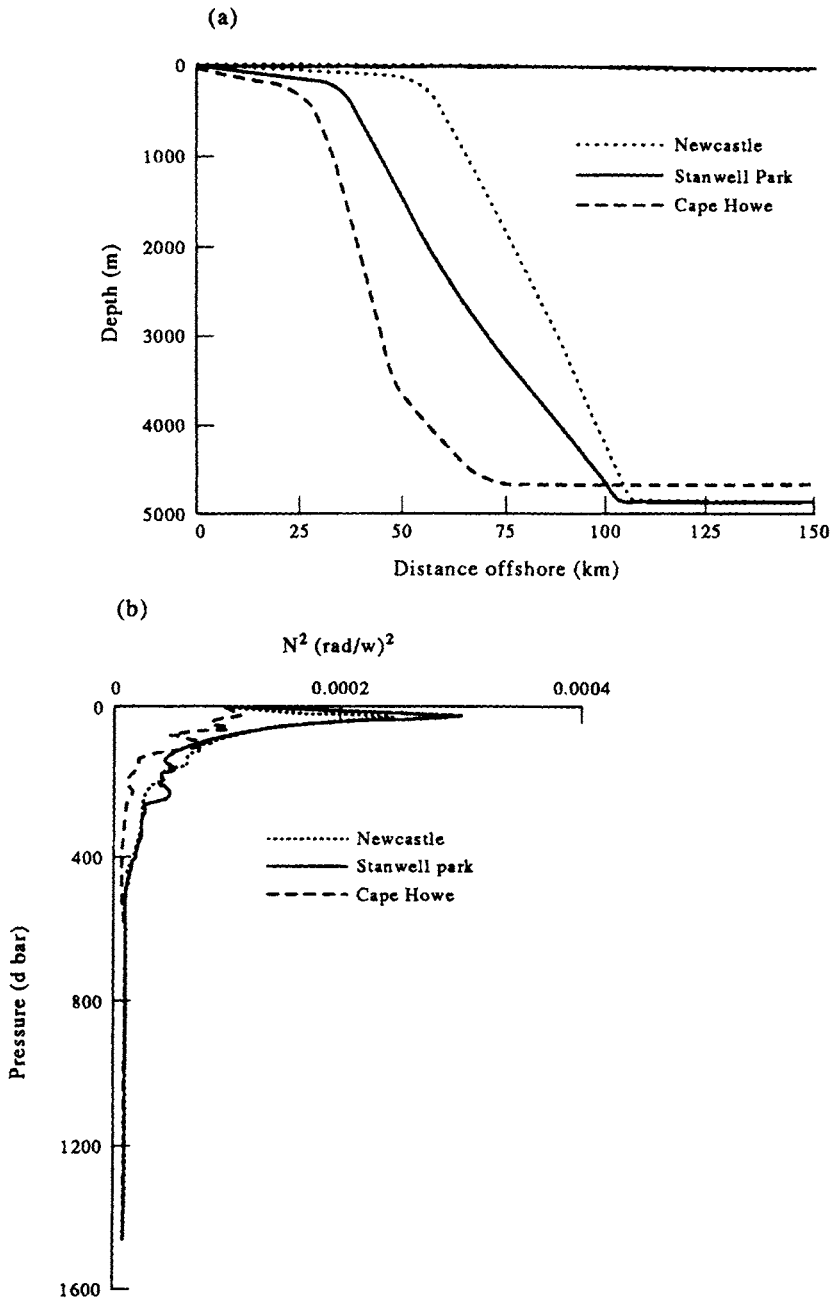 (a)
0
1000
2000
3000
4000
5000
Depth (m)
Newcastle
Stanwell Park
Cape Howe
0 25 50 75 100 125 150
Distance offshore (km)
(b)
N² (rad/w)²
0 0.0002 0.0004
0
400
800
1200
1600
Pressure (d bar)
Newcastle
Stanwell park
Cape Howe